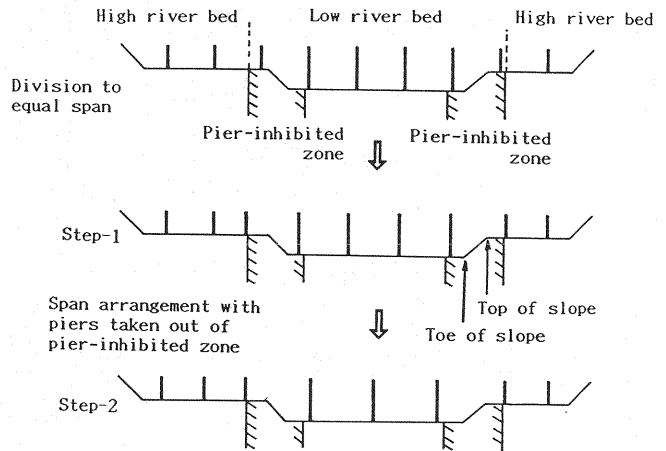 High river bed
Low river bed
High river bed
Division to
equal span
Pier-inhibited
zone
Pier-inhibited
zone
Step-1
Top of slope
Toe of slope
Span arrangement with
piers taken out of
pier-inhibited zone
Step-2